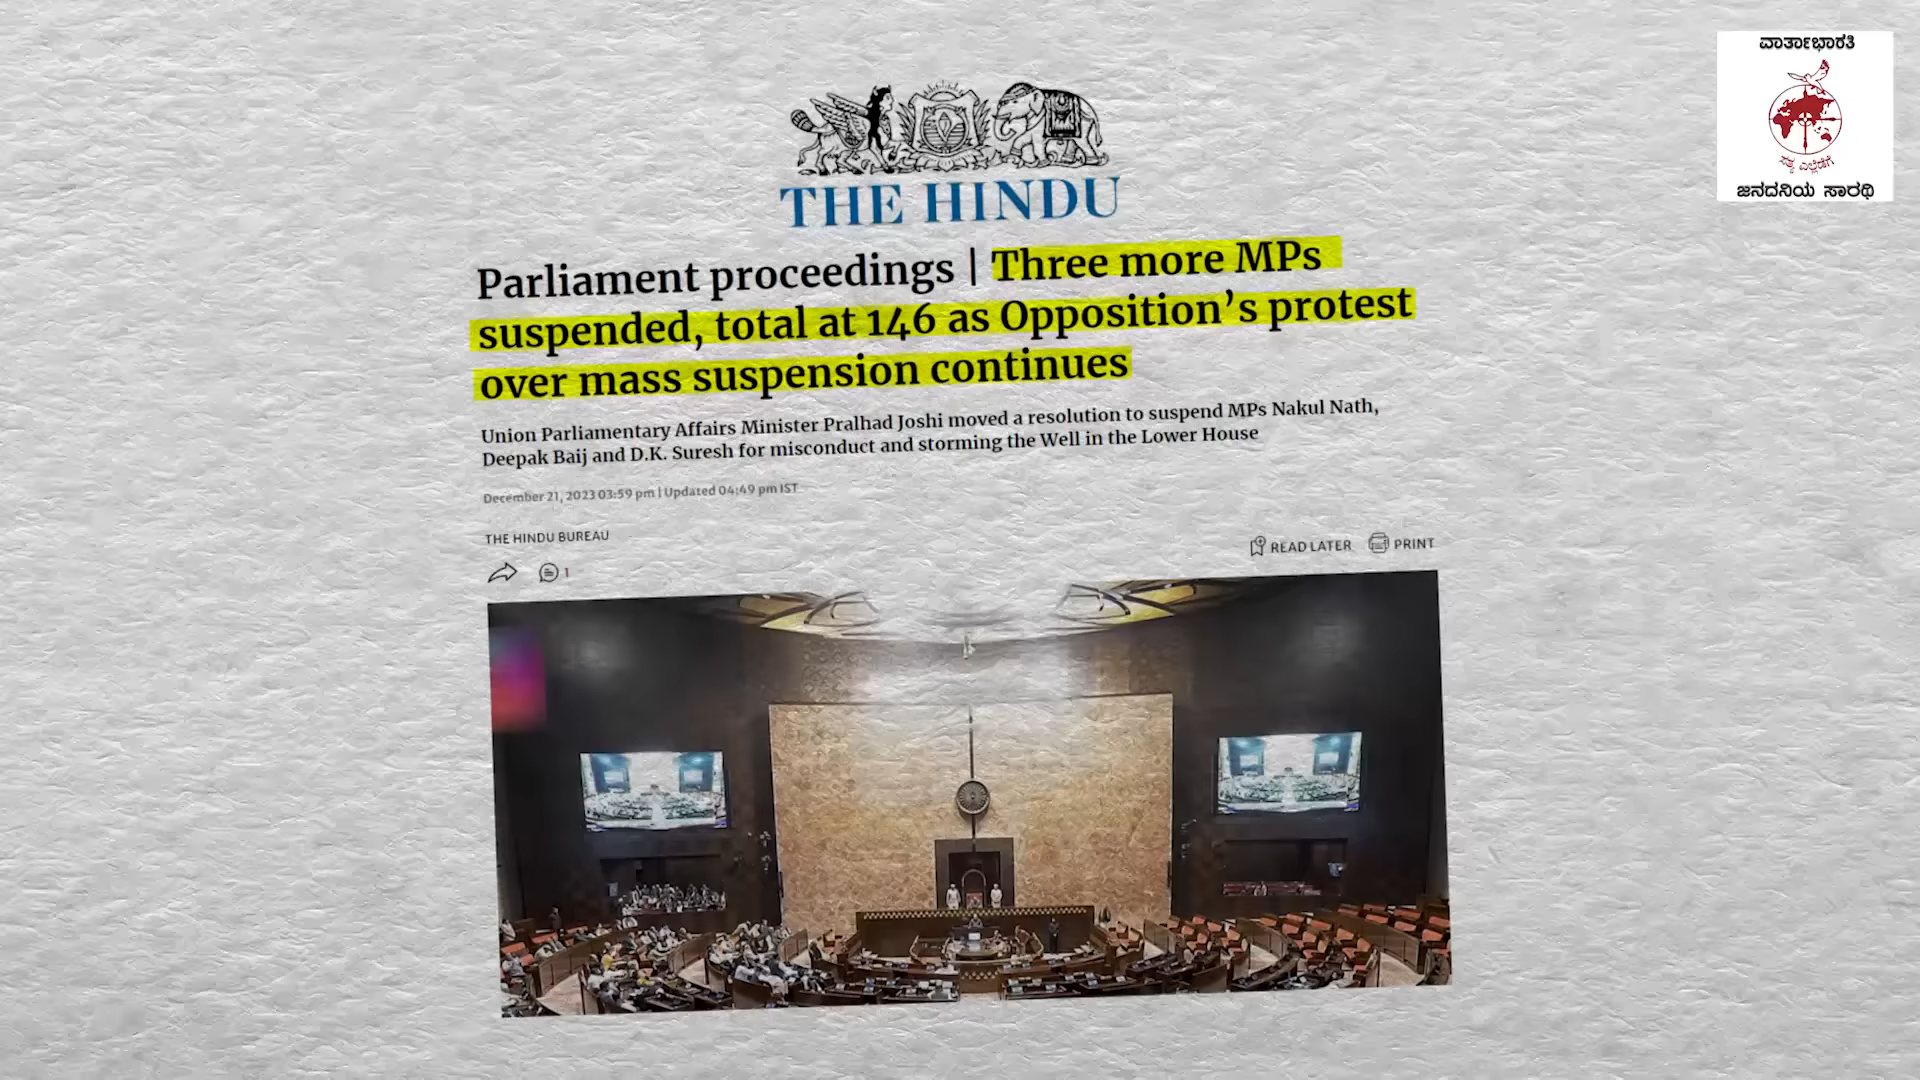 ವಾರ್ತಾಭಾರತಿ
ಸತ್ಯ ಎಲ್ಲೆಡೆಗೆ
ಜನದನಿಯ ಸಾರಥಿ
THE HINDU
Parliament proceedings | Three more MPs
suspended, total at 146 as Opposition’s protest
over mass suspension continues
Union Parliamentary Affairs Minister Pralhad Joshi moved a resolution to suspend MPs Nakul Nath,
Deepak Baij and D.K. Suresh for misconduct and storming the Well in the Lower House
December 21, 2023 03:59 pm | Updated 04:49 pm IST
THE HINDU BUREAU
READ LATER PRINT
1